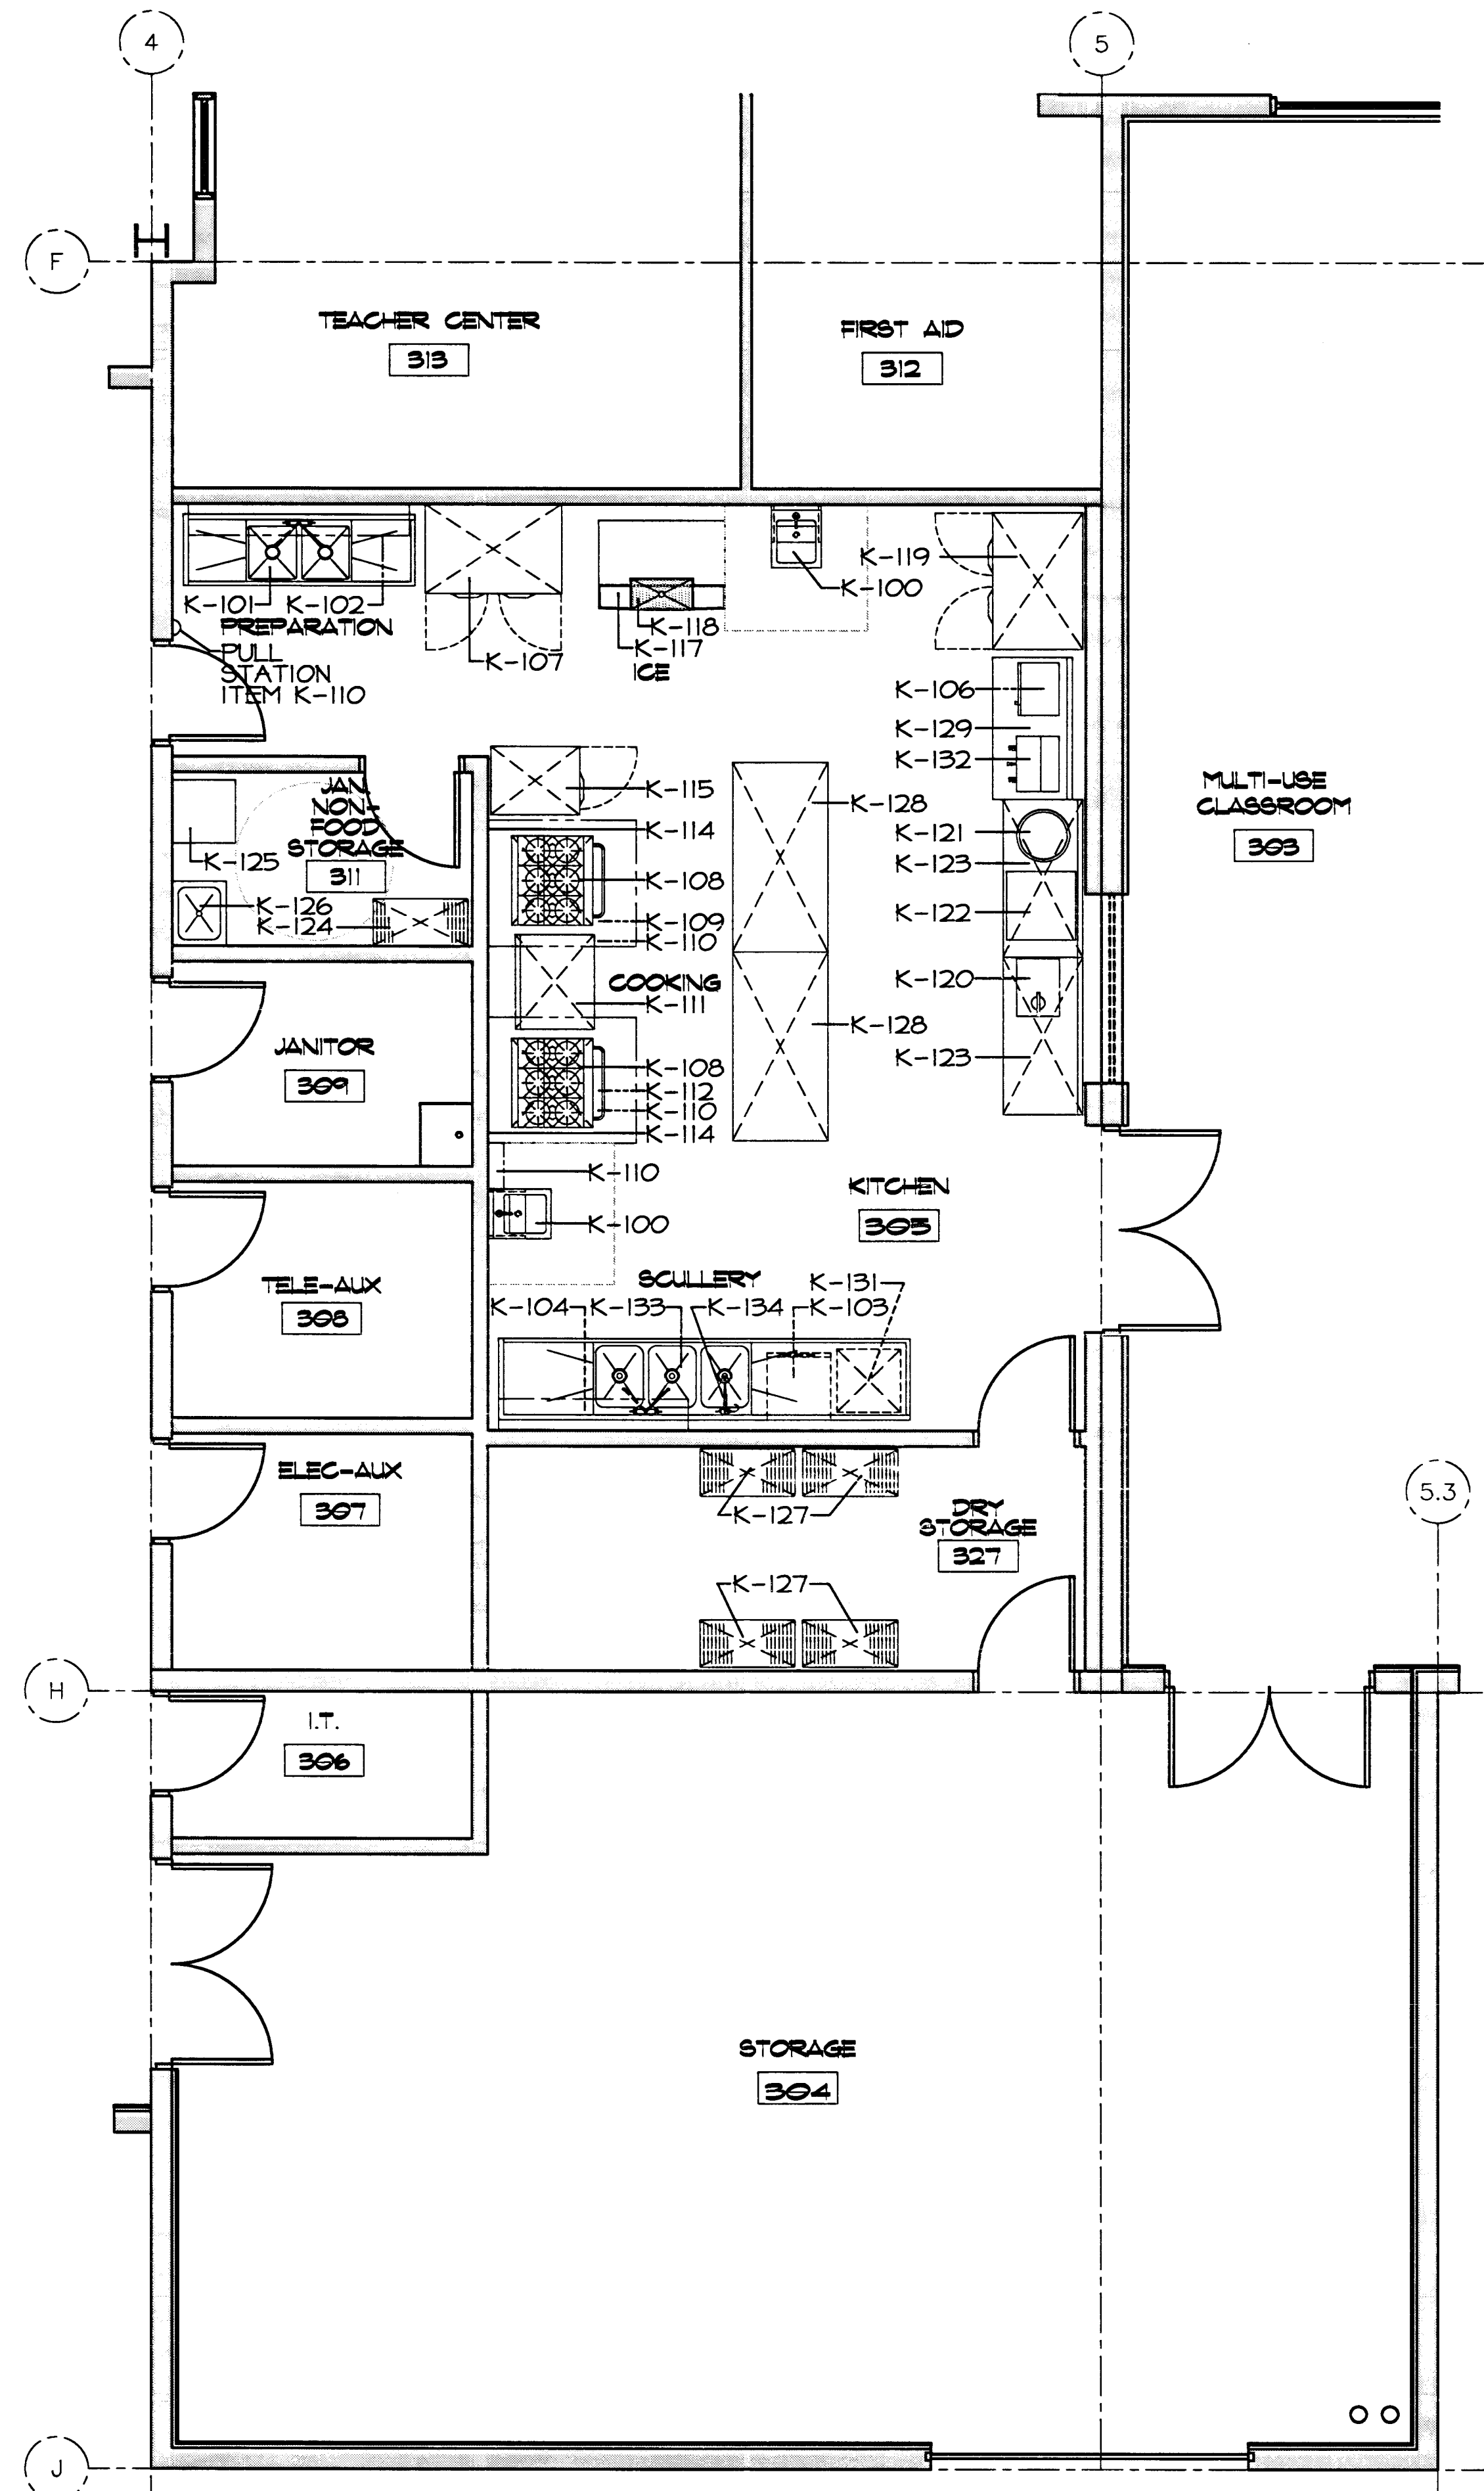 4
5
F
TEACHER CENTER
313
FIRST AID
312
K-101
K-102
PREPARATION
PULL
STATION
ITEM K-110
K-107
K-118
K-117
ICE
K-100
K-119
K-106
K-129
K-132
K-115
K-114
K-128
K-121
K-123
K-108
K-109
K-110
K-122
COOKING
K-111
K-120
K-128
K-123
K-108
K-112
K-110
K-114
K-110
K-100
JAN.
NON-
FOOD
STORAGE
311
K-125
K-126
K-124
MULTI-USE
CLASSROOM
303
JANITOR
309
KITCHEN
305
TELE-AUX
308
SCULLERY
K-131
K-104
K-133
K-134
K-103
ELEC-AUX
307
K-127
DRY
STORAGE
327
K-127
5.3
H
I.T.
306
STORAGE
304
J